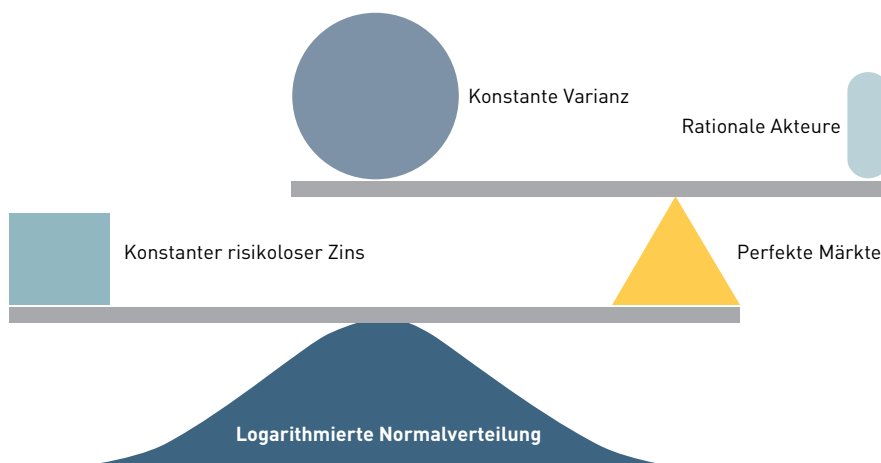 Konstante Varianz
Rationale Akteure
Konstanter risikoloser Zins
Perfekte Märkte
Logarithmierte Normalverteilung